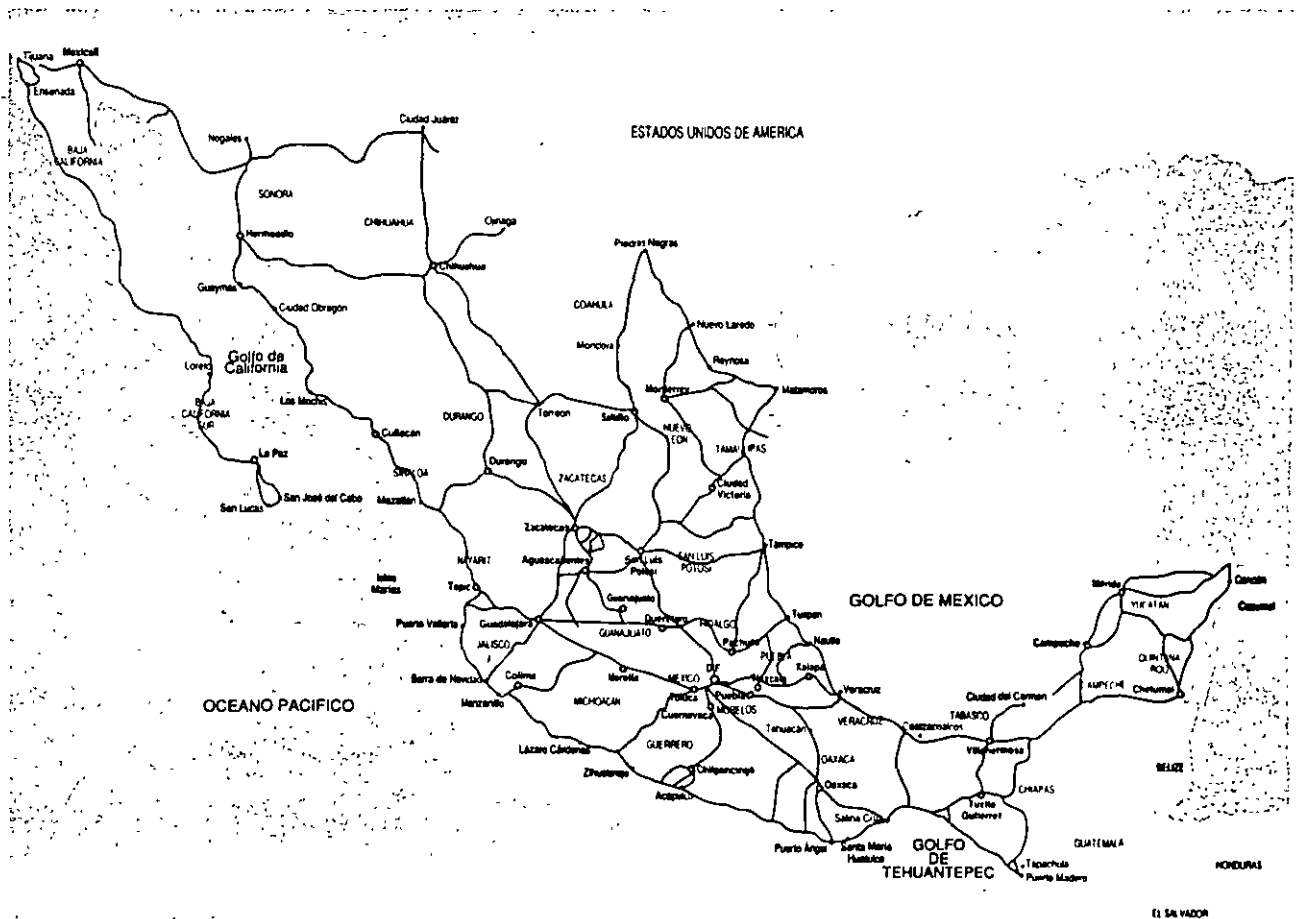 Tijuana
Mexicali
Ensenada
Ciudad Juárez
ESTADOS UNIDOS DE AMERICA
Nogales
BAJA
CALIFORNIA
SONORA
CHIHUAHUA
Ojinaga
Hermosillo
Piedras Negras
Chihuahua
Guaymas
COAHUILA
Ciudad Obregón
Nuevo Laredo
Monclova
Loreto
Golfo de
California
Reynosa
Monterrey
Matamoros
BAJA
CALIFORNIA
SUR
Los Mochis
DURANGO
Torreon
Saltillo
NUEVO
LEON
Culiacán
TAMAULIPAS
La Paz
SINALOA
Durango
ZACATECAS
Ciudad
Victoria
San Lucas
San José del Cabo
Mazatlán
Zacatecas
Aguascalientes
San Luis
Potosí
SAN LUIS
POTOSI
Tampico
NAYARIT
Islas
Marías
Tepic
Guanajuato
GOLFO DE MEXICO
Mérida
YUCATAN
Cancún
Cozumel
Puerto Vallarta
Guadalajara
GUANAJUATO
Querétaro
HIDALGO
Tuxpan
Nautla
Campeche
QUINTANA
ROO
JALISCO
Pachuca
PUEBLA
Xalapa
Barra de Navidad
Colima
Morelia
MEXICO
D.F.
Tlaxcala
Toluca
Puebla
Veracruz
Ciudad del Carmen
CAMPECHE
Chetumal
OCEANO PACIFICO
Manzanillo
MICHOACAN
Cuernavaca
MORELOS
Tehuacán
VERACRUZ
Coatzacoalcos
TABASCO
Villahermosa
Lázaro Cárdenas
GUERRERO
OAXACA
Zihuatanejo
Chilpancingo
Acapulco
Oaxaca
CHIAPAS
BELIZE
Salina Cruz
Tuxtla
Gutierrez
Puerto Ángel
Santa María
Huatulco
GOLFO
DE
TEHUANTEPEC
GUATEMALA
Tapachula
Puerto Madero
HONDURAS
EL SALVADOR